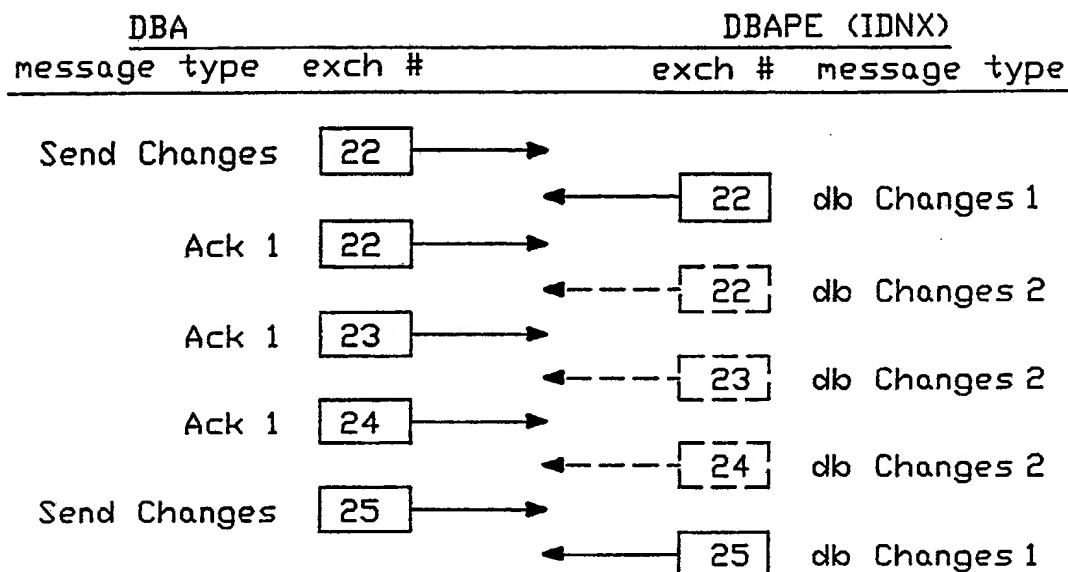 DBA DBAPE (IDNX)
message type exch # exch # message type
Send Changes 22
22 db Changes 1
Ack 1 22
22 db Changes 2
Ack 1 23
23 db Changes 2
Ack 1 24
24 db Changes 2
Send Changes 25
25 db Changes 1